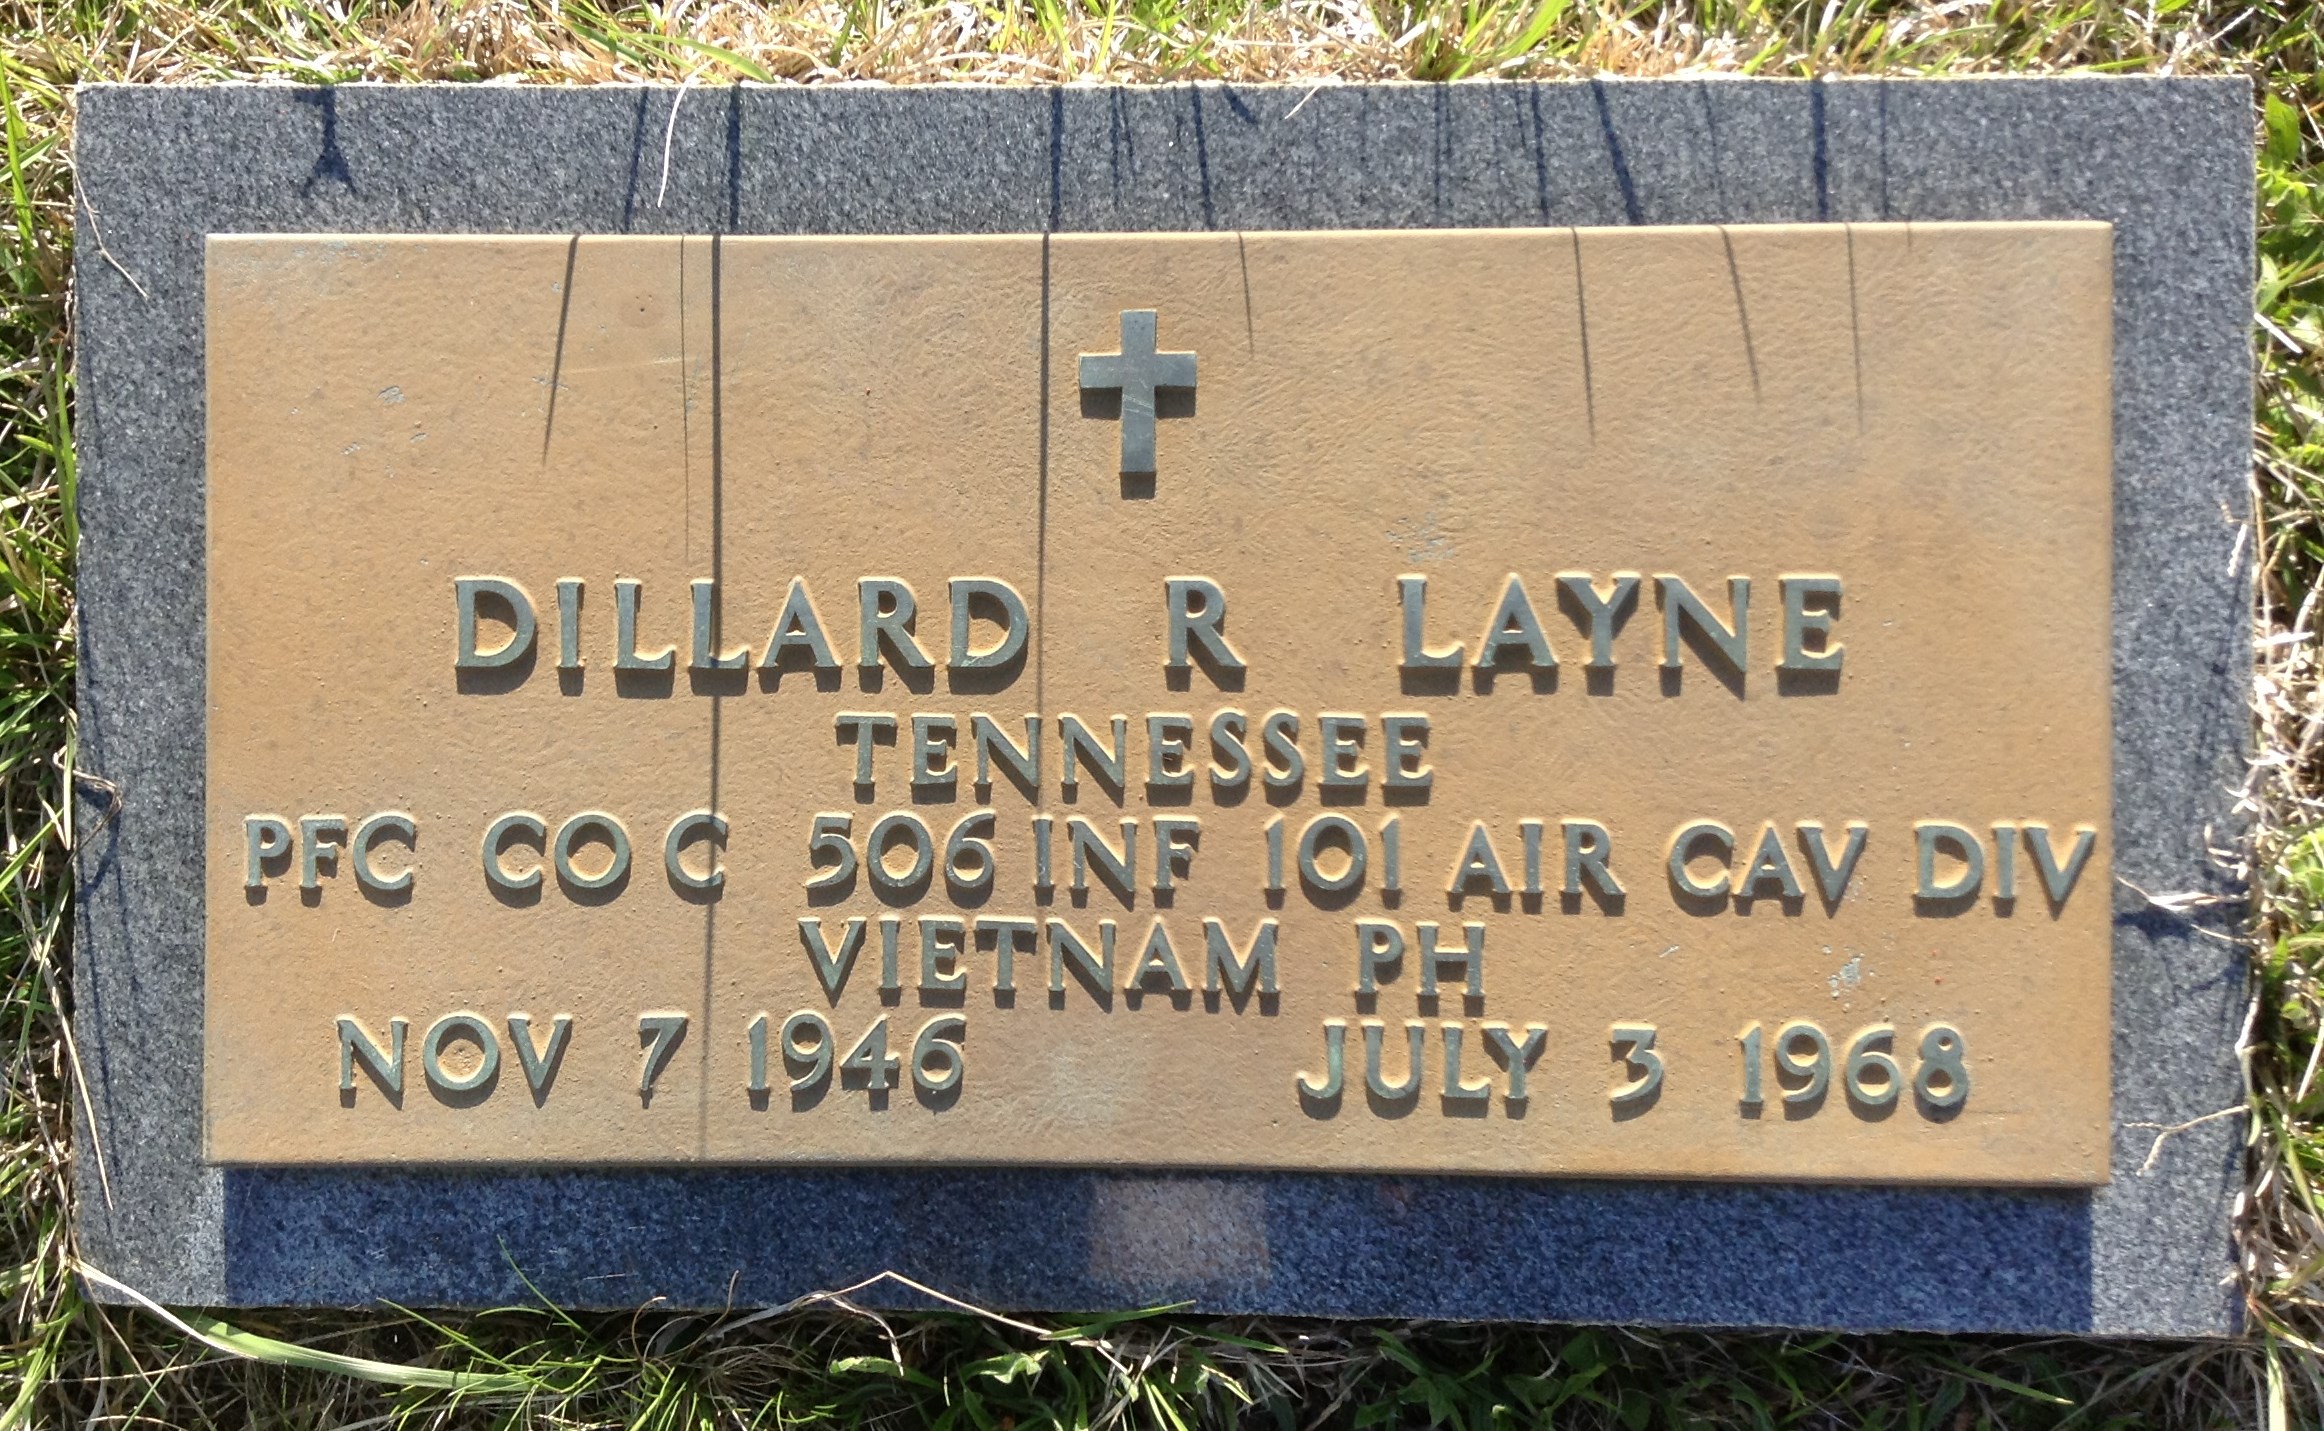 DILLARD R LAYNE
TENNESSEE
PFC CO C 506 INF 101 AIR CAV DIV
VIETNAM PH
NOV 7 1946 JULY 3 1968